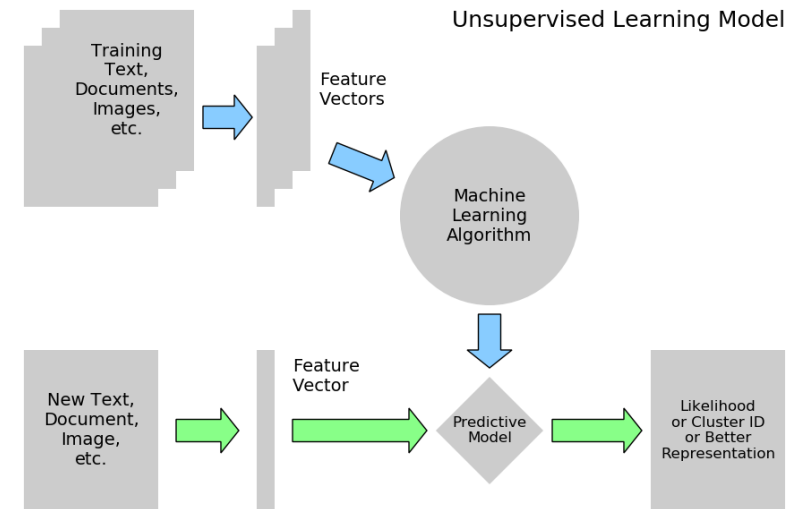 Unsupervised Learning Model
Training
Text,
Documents,
Images,
etc.
Feature
Vectors
Machine
Learning
Algorithm
New Text,
Document,
Image,
etc.
Feature
Vector
Predictive
Model
Likelihood
or Cluster ID
or Better
Representation